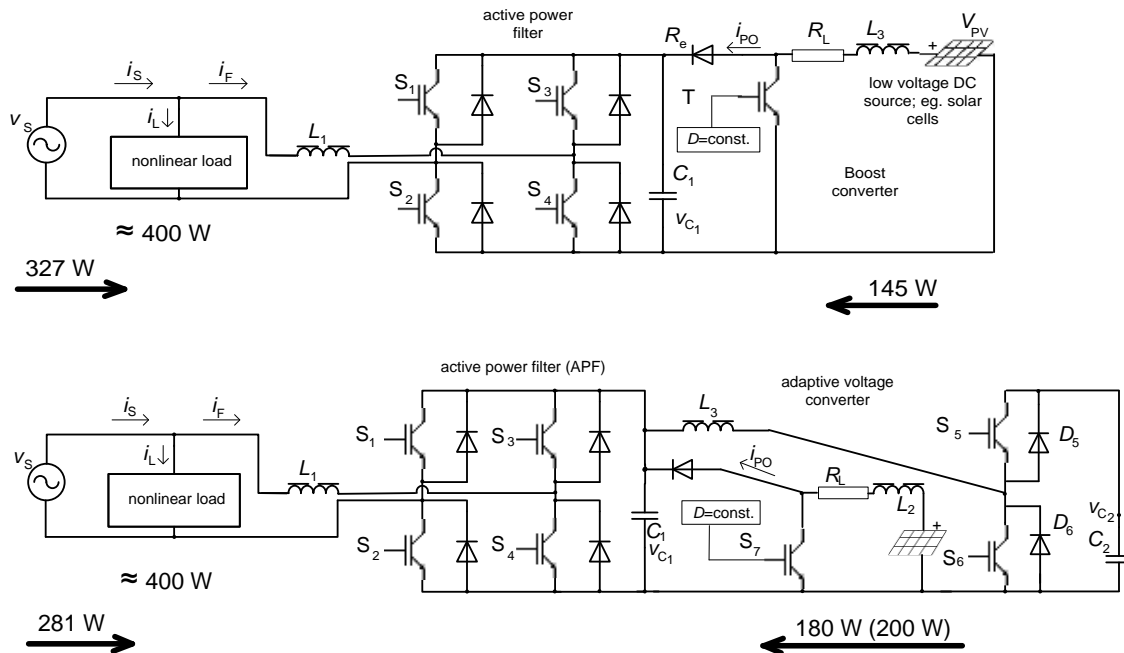 active power
filter
R_e
i_PO
R_L
L_3
V_PV
+
i_S
i_F
S_1
S_3
T
low voltage DC
source; eg. solar
cells
v_S
i_L
L_1
D=const.
nonlinear load
C_1
Boost
converter
S_2
S_4
v_C1
≈ 400 W
327 W
145 W
active power filter (APF)
adaptive voltage
converter
i_S
i_F
L_3
S_1
S_3
S_5
D_5
i_PO
v_S
i_L
L_1
R_L
nonlinear load
D=const.
L_2
+
v_C2
D_6
C_1
v_C1
S_7
C_2
S_2
S_4
S_6
≈ 400 W
281 W
180 W (200 W)